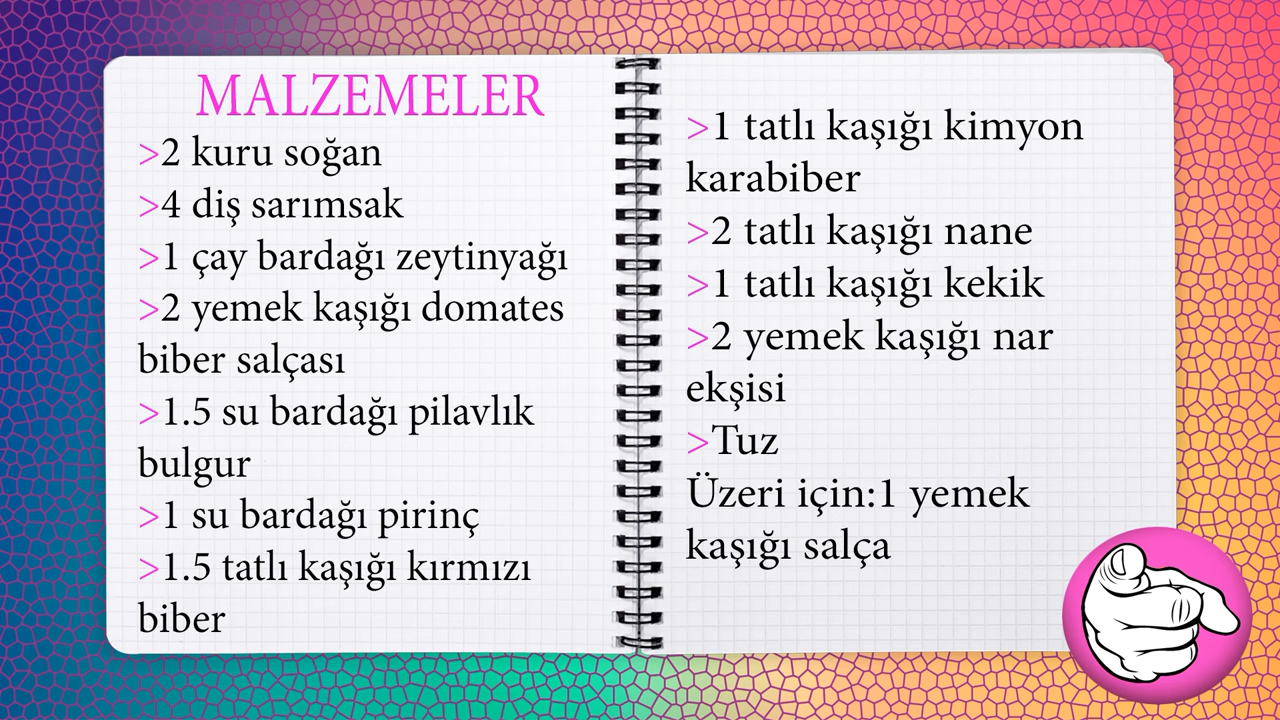 MALZEMELER
>2 kuru soğan
>4 diş sarımsak
>1 çay bardağı zeytinyağı
>2 yemek kaşığı domates
biber salçası
>1.5 su bardağı pilavlık
bulgur
>1 su bardağı pirinç
>1.5 tatlı kaşığı kırmızı
biber
>1 tatlı kaşığı kimyon
karabiber
>2 tatlı kaşığı nane
>1 tatlı kaşığı kekik
>2 yemek kaşığı nar
ekşisi
>Tuz
Üzeri için:1 yemek
kaşığı salça